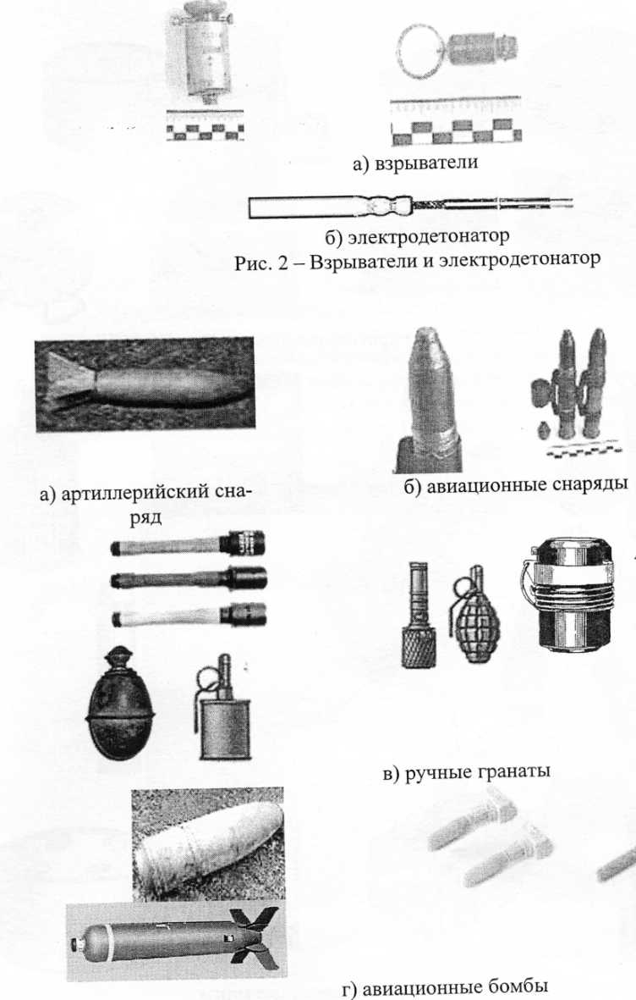 а) взрыватели
б) электродетонатор
Рис. 2 – Взрыватели и электродетонатор
а) артиллерийский сна-
ряд
б) авиационные снаряды
в) ручные гранаты
г) авиационные бомбы